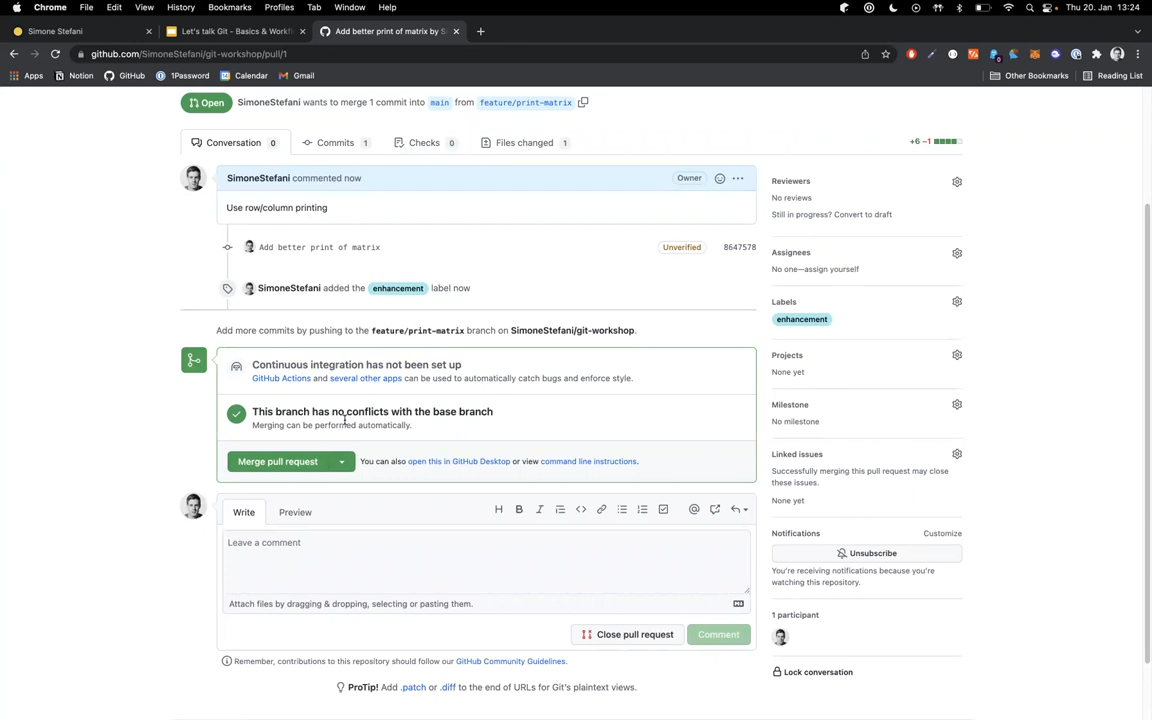 Chrome File Edit View History Bookmarks Profiles Tab Window Help Thu 20. Jan 13:24
Simone Stefani Let's talk Git - Basics & Workfl Add better print of matrix by S
github.com/SimoneStefani/git-workshop/pull/1
Apps Notion GitHub 1Password Calendar Gmail Other Bookmarks Reading List
Open SimoneStefani wants to merge 1 commit into main from feature/print-matrix
Conversation 0 Commits 1 Checks 0 Files changed 1 +6 −1
SimoneStefani commented now Owner
Use row/column printing
Add better print of matrix Unverified 8647578
SimoneStefani added the enhancement label now
Add more commits by pushing to the feature/print-matrix branch on SimoneStefani/git-workshop.
Continuous integration has not been set up
GitHub Actions and several other apps can be used to automatically catch bugs and enforce style.
This branch has no conflicts with the base branch
Merging can be performed automatically.
Merge pull request You can also open this in GitHub Desktop or view command line instructions.
Write Preview
Leave a comment
Attach files by dragging & dropping, selecting or pasting them.
Close pull request Comment
Remember, contributions to this repository should follow our GitHub Community Guidelines.
ProTip! Add .patch or .diff to the end of URLs for Git's plaintext views.
Reviewers
No reviews
Still in progress? Convert to draft
Assignees
No one—assign yourself
Labels
enhancement
Projects
None yet
Milestone
No milestone
Linked issues
Successfully merging this pull request may close
these issues.
None yet
Notifications Customize
Unsubscribe
You're receiving notifications because you're
watching this repository.
1 participant
Lock conversation